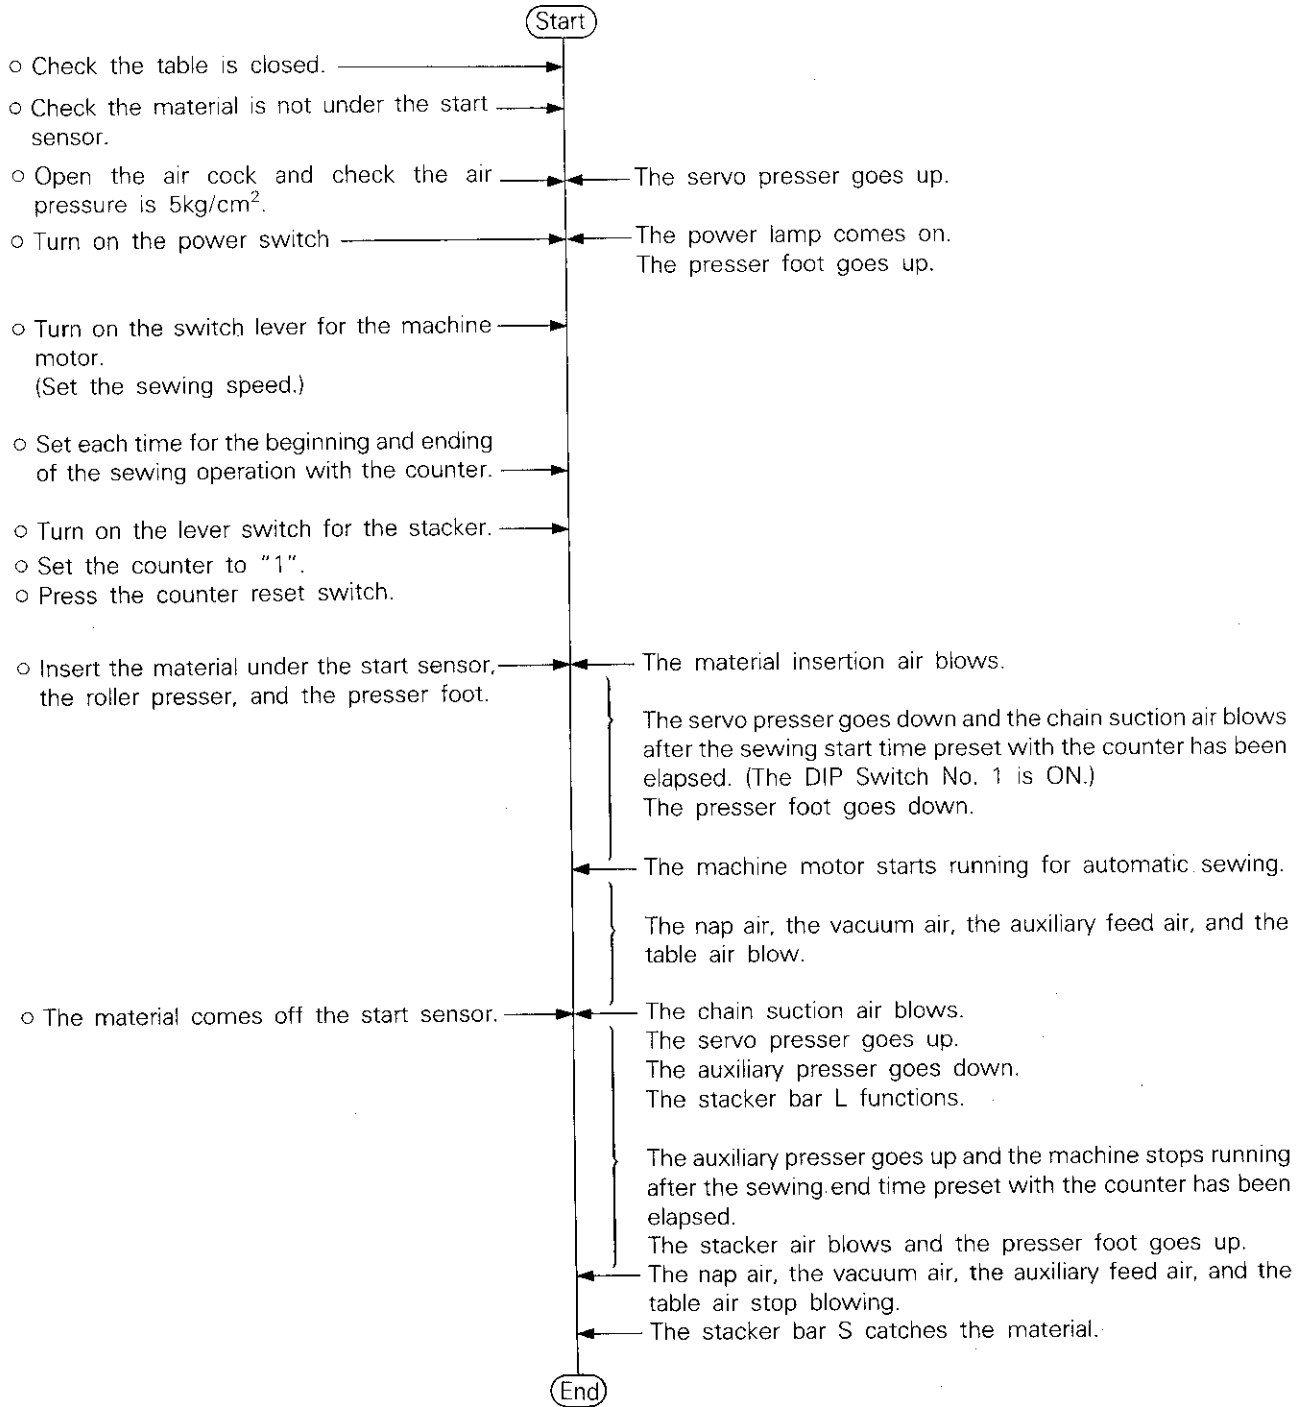 Start
○ Check the table is closed.
○ Check the material is not under the start
sensor.
○ Open the air cock and check the air
pressure is 5kg/cm².
The servo presser goes up.
○ Turn on the power switch
The power lamp comes on.
The presser foot goes up.
○ Turn on the switch lever for the machine
motor.
(Set the sewing speed.)
○ Set each time for the beginning and ending
of the sewing operation with the counter.
○ Turn on the lever switch for the stacker.
○ Set the counter to "1".
○ Press the counter reset switch.
○ Insert the material under the start sensor,
the roller presser, and the presser foot.
The material insertion air blows.
The servo presser goes down and the chain suction air blows
after the sewing start time preset with the counter has been
elapsed. (The DIP Switch No. 1 is ON.)
The presser foot goes down.
The machine motor starts running for automatic sewing.
The nap air, the vacuum air, the auxiliary feed air, and the
table air blow.
○ The material comes off the start sensor.
The chain suction air blows.
The servo presser goes up.
The auxiliary presser goes down.
The stacker bar L functions.
The auxiliary presser goes up and the machine stops running
after the sewing end time preset with the counter has been
elapsed.
The stacker air blows and the presser foot goes up.
The nap air, the vacuum air, the auxiliary feed air, and the
table air stop blowing.
The stacker bar S catches the material.
End